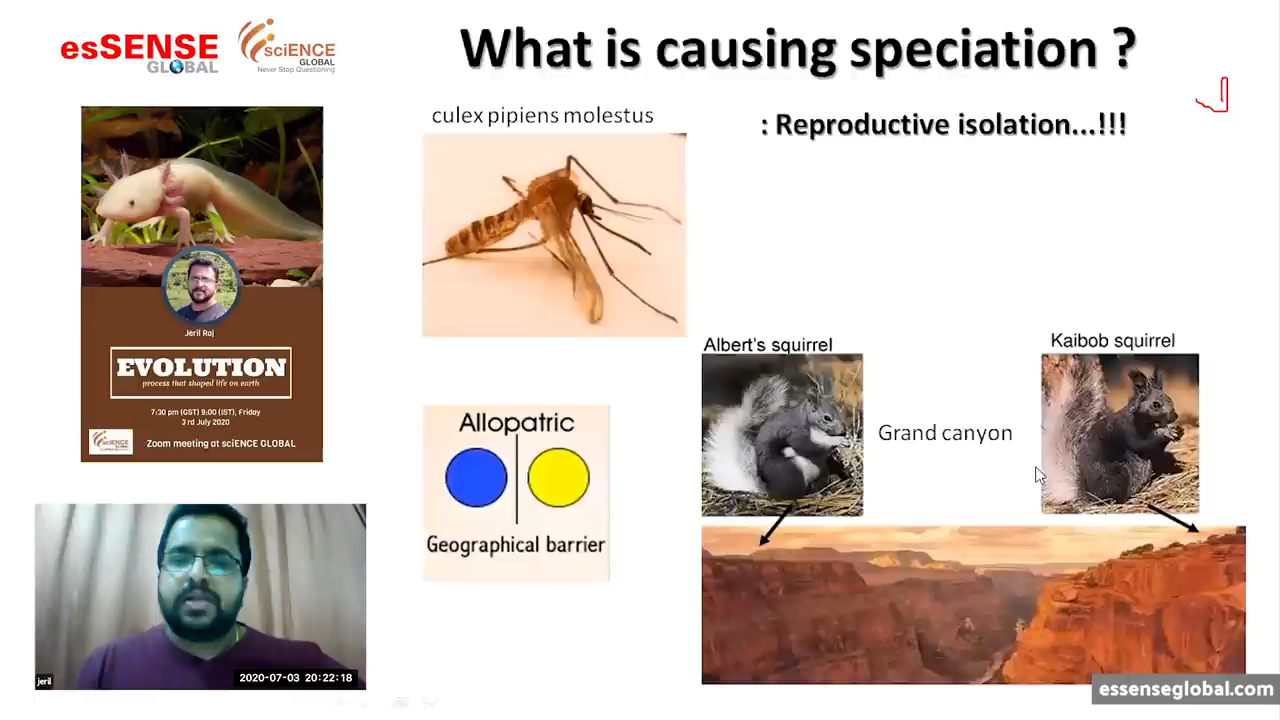 esSENSE
GLOBAL
sciENCE
GLOBAL
Never Stop Questioning
What is causing speciation ?
: Reproductive isolation...!!!
culex pipiens molestus
Jeril Raj
EVOLUTION
process that shaped life on earth
7:30 pm (GST) 9:00 (IST), Friday
3 rd July 2020
sciENCE
Zoom meeting at sciENCE GLOBAL
Albert's squirrel
Kaibob squirrel
Grand canyon
Allopatric
Geographical barrier
jeril
2020-07-03 20:22:18
essenseglobal.com